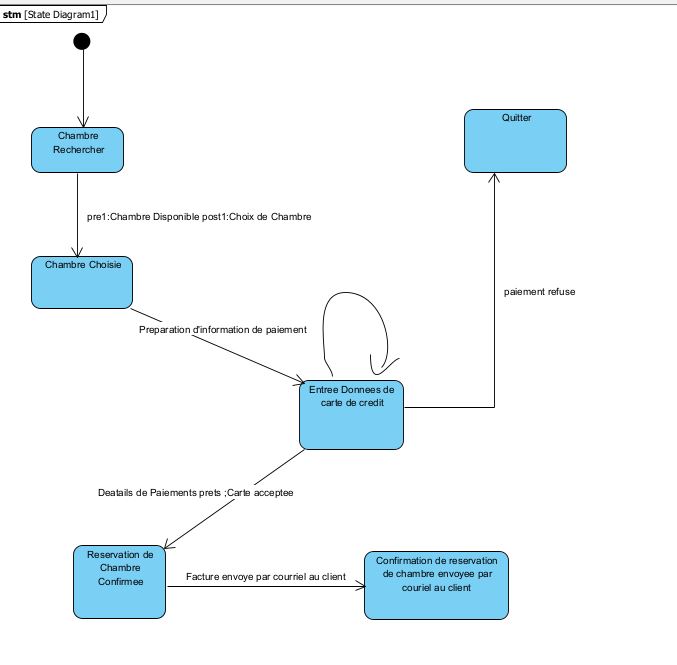 stm [State Diagram1]
Chambre
Rechercher
Quitter
pre1:Chambre Disponible post1:Choix de Chambre
Chambre Choisie
paiement refuse
Preparation d'information de paiement
Entree Donnees de
carte de credit
Deatails de Paiements prets ;Carte acceptee
Reservation de
Chambre
Confirmee
Facture envoye par courriel au client
Confirmation de reservation
de chambre envoyee par
couriel au client